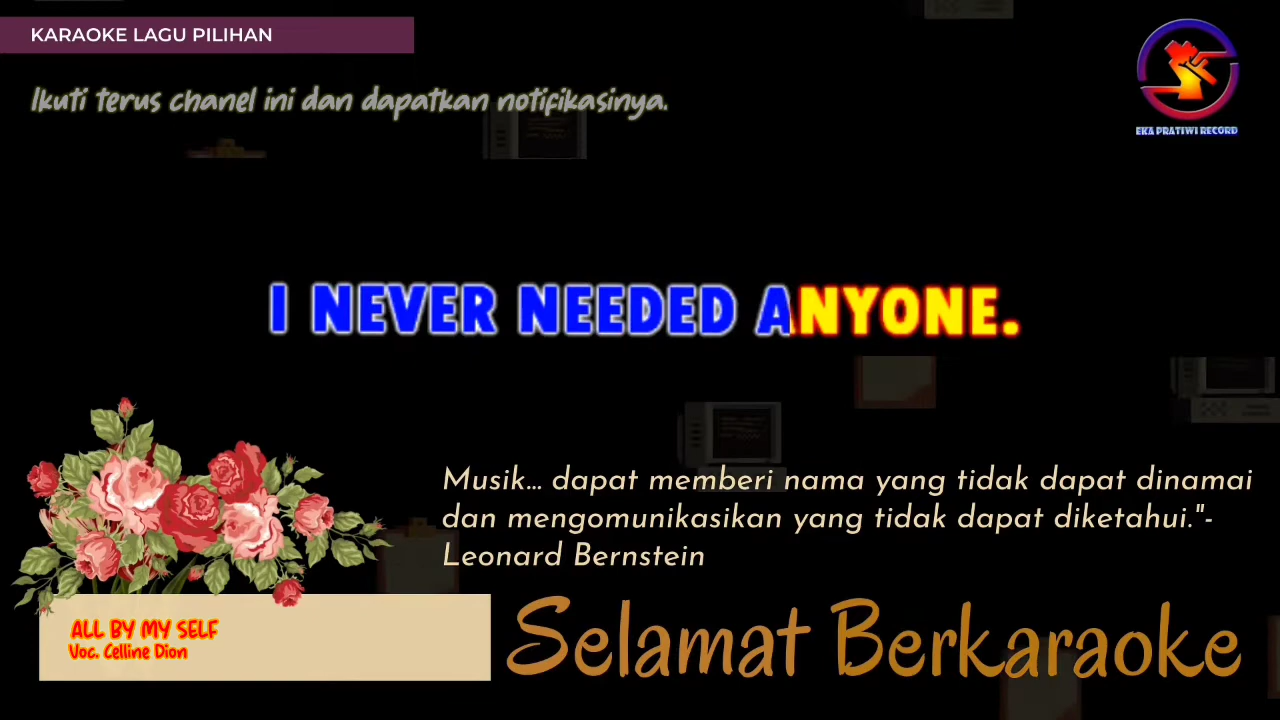 KARAOKE LAGU PILIHAN
EKA PRATIWI RECORD
Ikuti terus chanel ini dan dapatkan notifikasinya.
I NEVER NEEDED ANYONE.
Musik... dapat memberi nama yang tidak dapat dinamai
dan mengomunikasikan yang tidak dapat diketahui."-
Leonard Bernstein
ALL BY MY SELF
Voc. Celline Dion
Selamat Berkaraoke